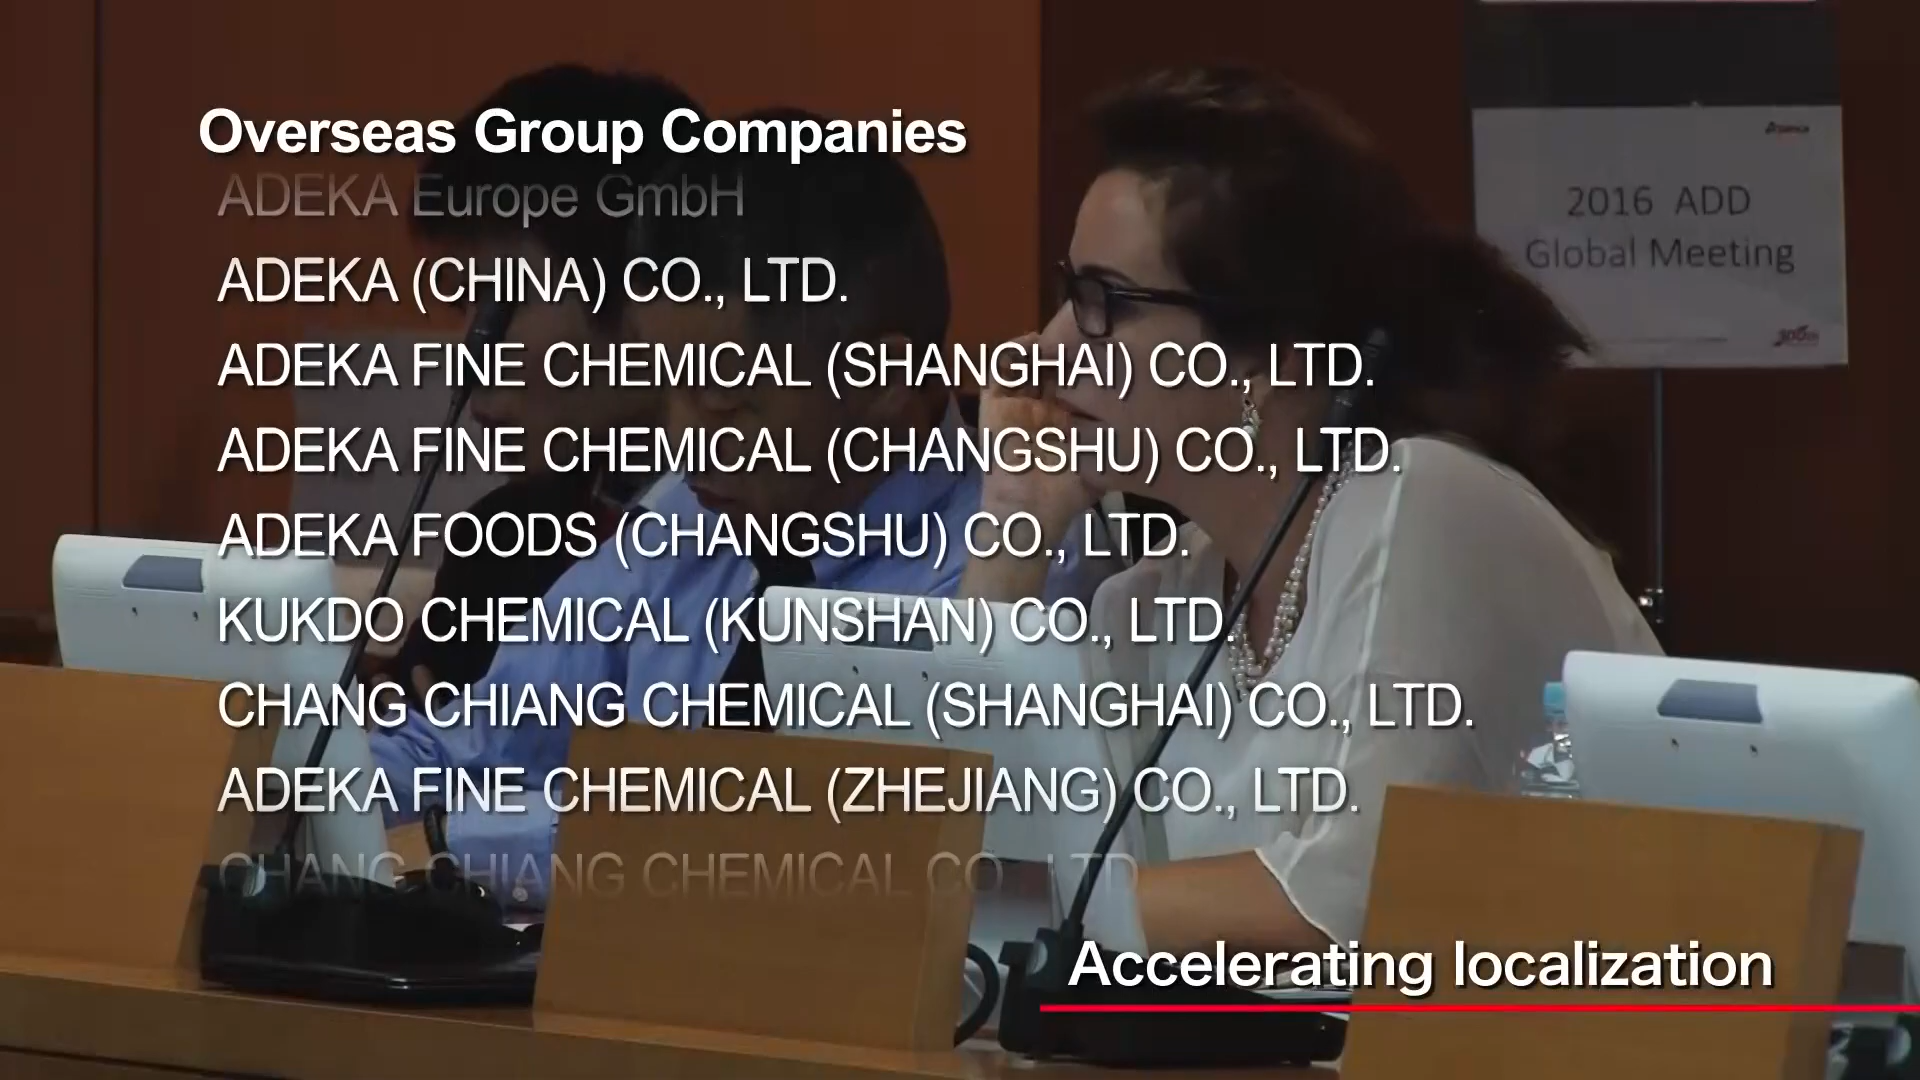 Overseas Group Companies
ADEKA Europe GmbH
ADEKA (CHINA) CO., LTD.
ADEKA FINE CHEMICAL (SHANGHAI) CO., LTD.
ADEKA FINE CHEMICAL (CHANGSHU) CO., LTD.
ADEKA FOODS (CHANGSHU) CO., LTD.
KUKDO CHEMICAL (KUNSHAN) CO., LTD.
CHANG CHIANG CHEMICAL (SHANGHAI) CO., LTD.
ADEKA FINE CHEMICAL (ZHEJIANG) CO., LTD.
CHANG CHIANG CHEMICAL CO., LTD.
2016 ADD
Global Meeting
Accelerating localization